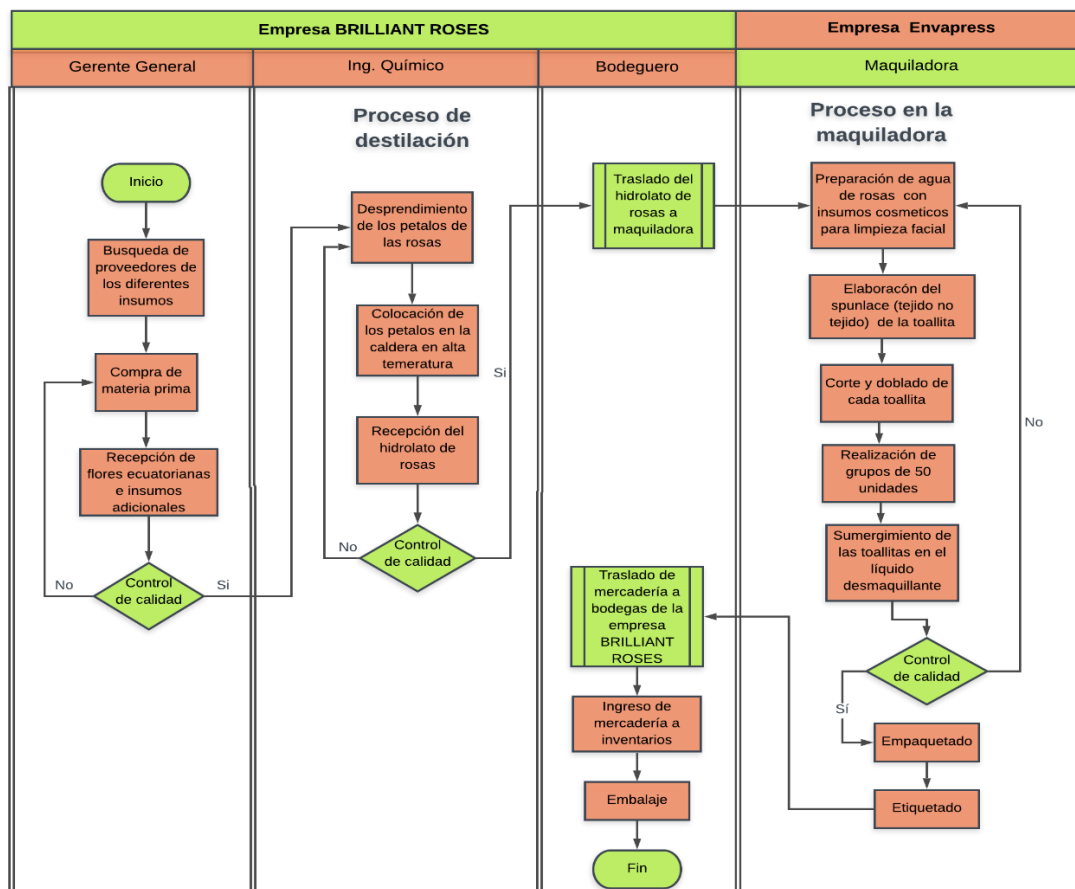 Empresa BRILLIANT ROSES
Empresa Envapress
Gerente General
Ing. Químico
Bodeguero
Maquiladora
Inicio
Busqueda de
proveedores de
los diferentes
insumos
Compra de
materia prima
Recepción de
flores ecuatorianas
e insumos
adicionales
Control
de calidad
No
Si
Proceso de
destilación
Desprendimiento
de los petalos de
las rosas
Colocación de
los petalos en la
caldera en alta
temeratura
Recepción del
hidrolato de
rosas
Control
de calidad
No
Si
Traslado del
hidrolato de
rosas a
maquiladora
Proceso en la
maquiladora
Preparación de agua
de rosas con
insumos cosmeticos
para limpieza facial
Elaboracón del
spunlace (tejido no
tejido) de la toallita
Corte y doblado de
cada toallita
Realización de
grupos de 50
unidades
Sumergimiento de
las toallitas en el
líquido
desmaquillante
Control
de calidad
No
Sí
Empaquetado
Etiquetado
Traslado de
mercadería a
bodegas de la
empresa
BRILLIANT
ROSES
Ingreso de
mercadería a
inventarios
Embalaje
Fin